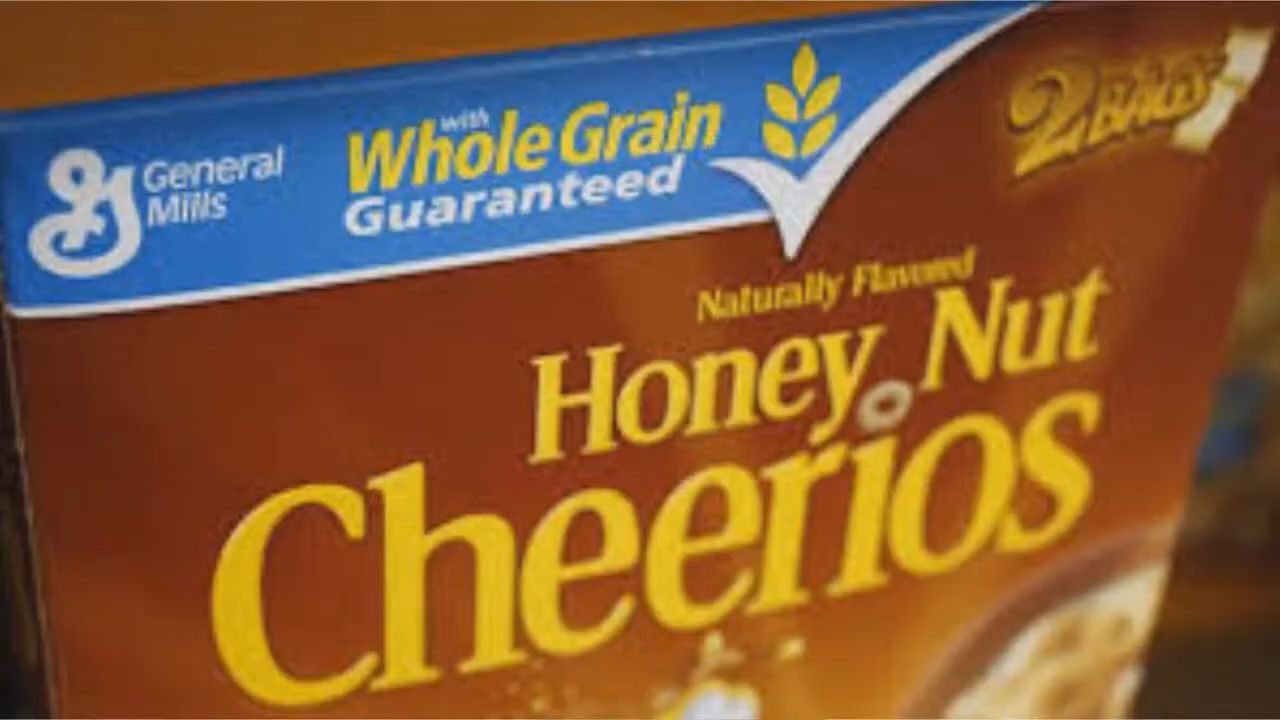 General
Mills
with
Whole Grain
Guaranteed
2 BAGS
Naturally Flavored
Honey Nut
Cheerios